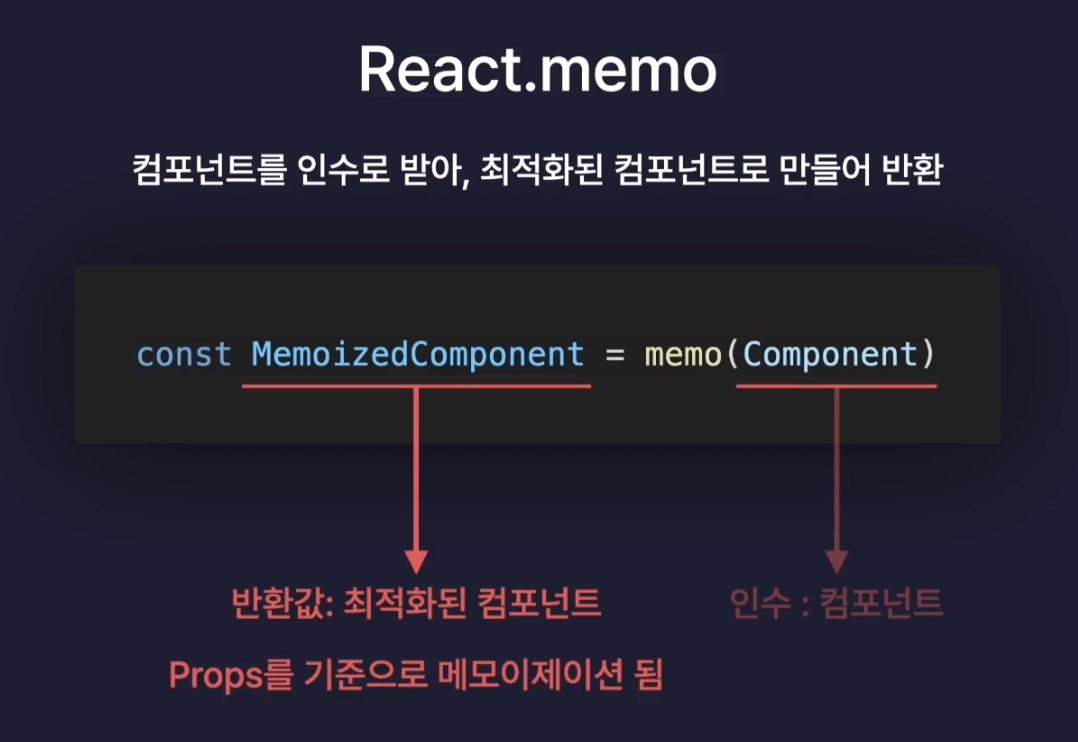 React.memo
컴포넌트를 인수로 받아, 최적화된 컴포넌트로 만들어 반환
const MemoizedComponent = memo(Component)
반환값: 최적화된 컴포넌트 인수 : 컴포넌트
Props를 기준으로 메모이제이션 됨